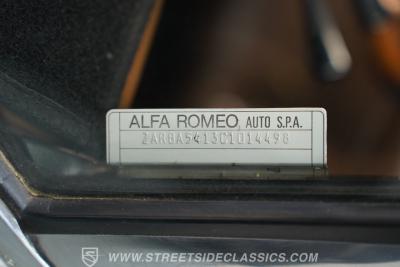 ALFA ROMEO AUTO S.P.A.
ZARBA5413C1014498
WWW.STREETSIDECLASSICS.COM